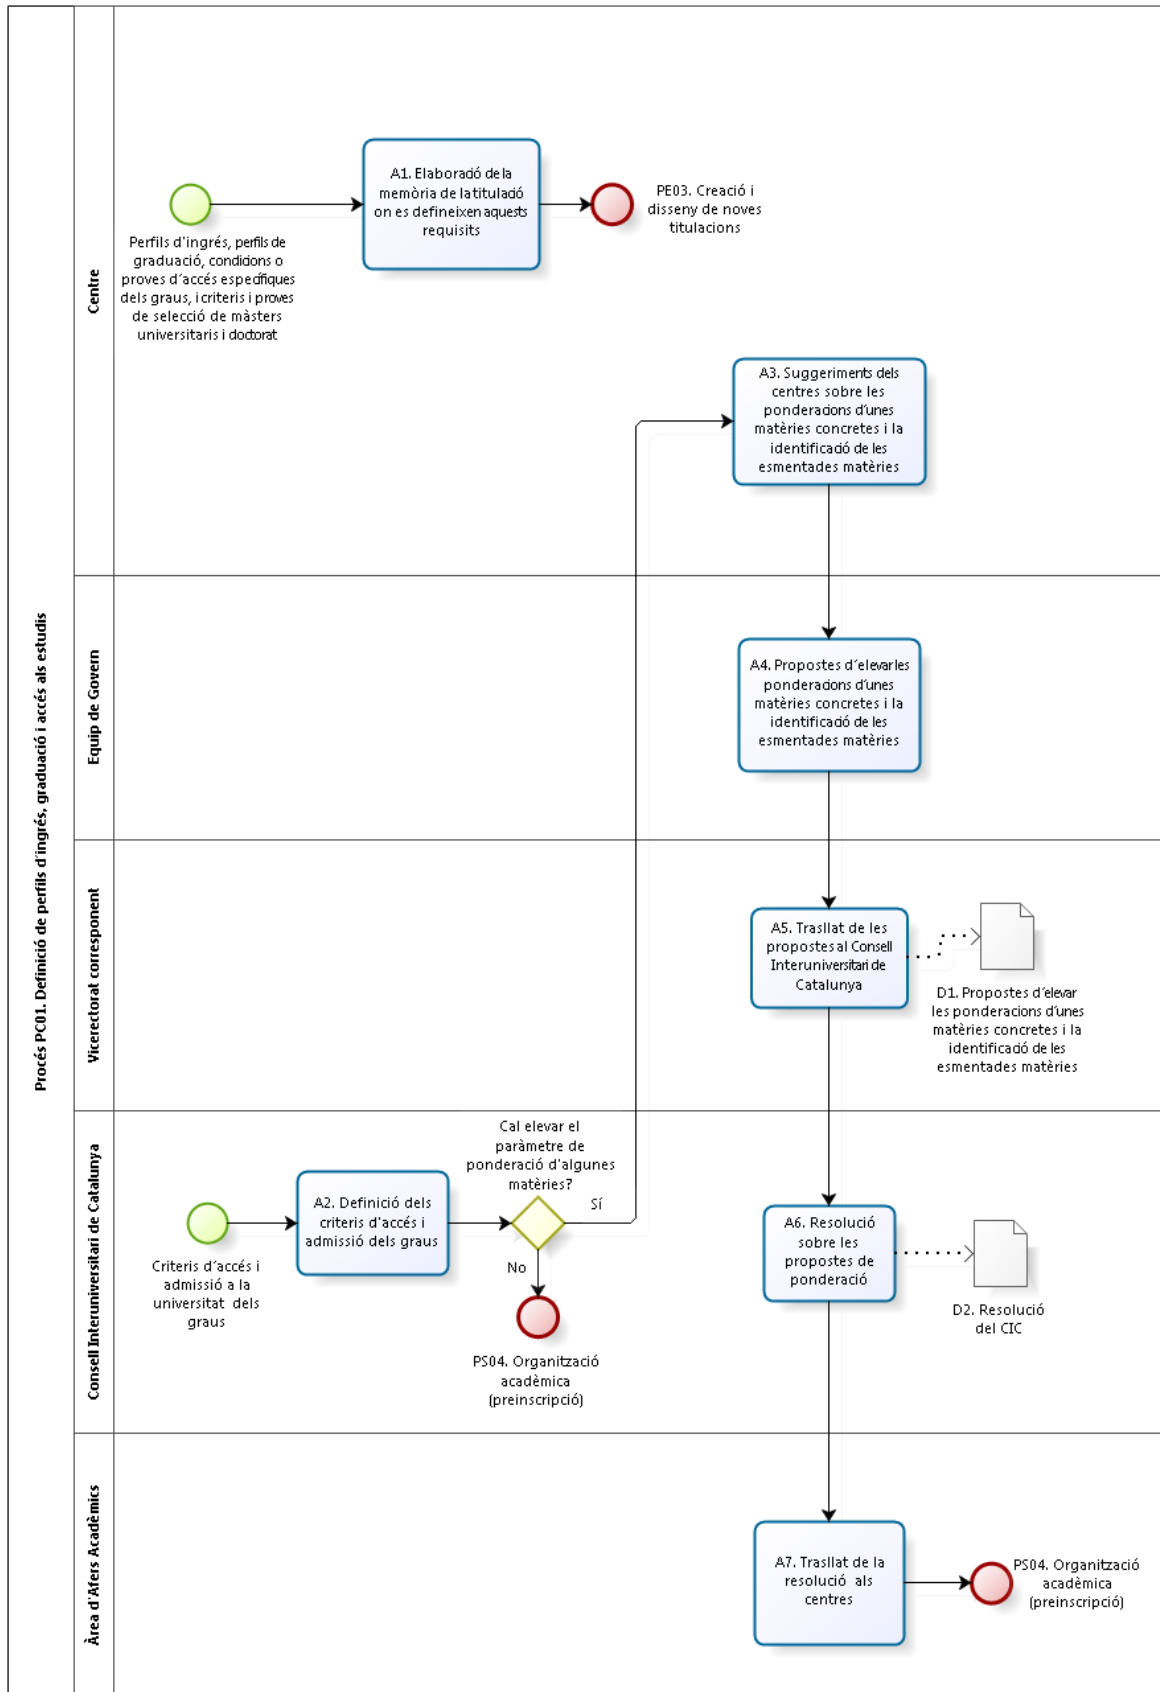 Procés PC01. Definició de perfils d'ingrés, graduació i accés als estudis
Centre
Perfils d'ingrés, perfils de
graduació, condicions o
proves d´accés específiques
dels graus, i criteris i proves
de selecció de màsters
universitaris i doctorat
A1. Elaboració de la
memòria de la titulació
on es defineixen aquests
requisits
PE03. Creació i
disseny de noves
titulacions
A3. Suggeriments dels
centres sobre les
ponderacions d'unes
matèries concretes i la
identificació de les
esmentades matèries
Equip de Govern
A4. Propostes d´elevar les
ponderacions d'unes
matèries concretes i la
identificació de les
esmentades matèries
Vicerectorat corresponent
A5. Trasllat de les
propostes al Consell
Interuniversitari de
Catalunya
D1. Propostes d'elevar
les ponderacions d'unes
matèries concretes i la
identificació de les
esmentades matèries
Consell Interuniversitari de Catalunya
Criteris d´accés i
admissió a la
universitat dels
graus
A2. Definició dels
criteris d'accés i
admissió dels graus
Cal elevar el
paràmetre de
ponderació d'algunes
matèries?
Sí
No
PS04. Organització
acadèmica
(preinscripció)
A6. Resolució
sobre les
propostes de
ponderació
D2. Resolució
del CIC
Àrea d'Afers Acadèmics
A7. Trasllat de la
resolució als
centres
PS04. Organització
acadèmica
(preinscripció)